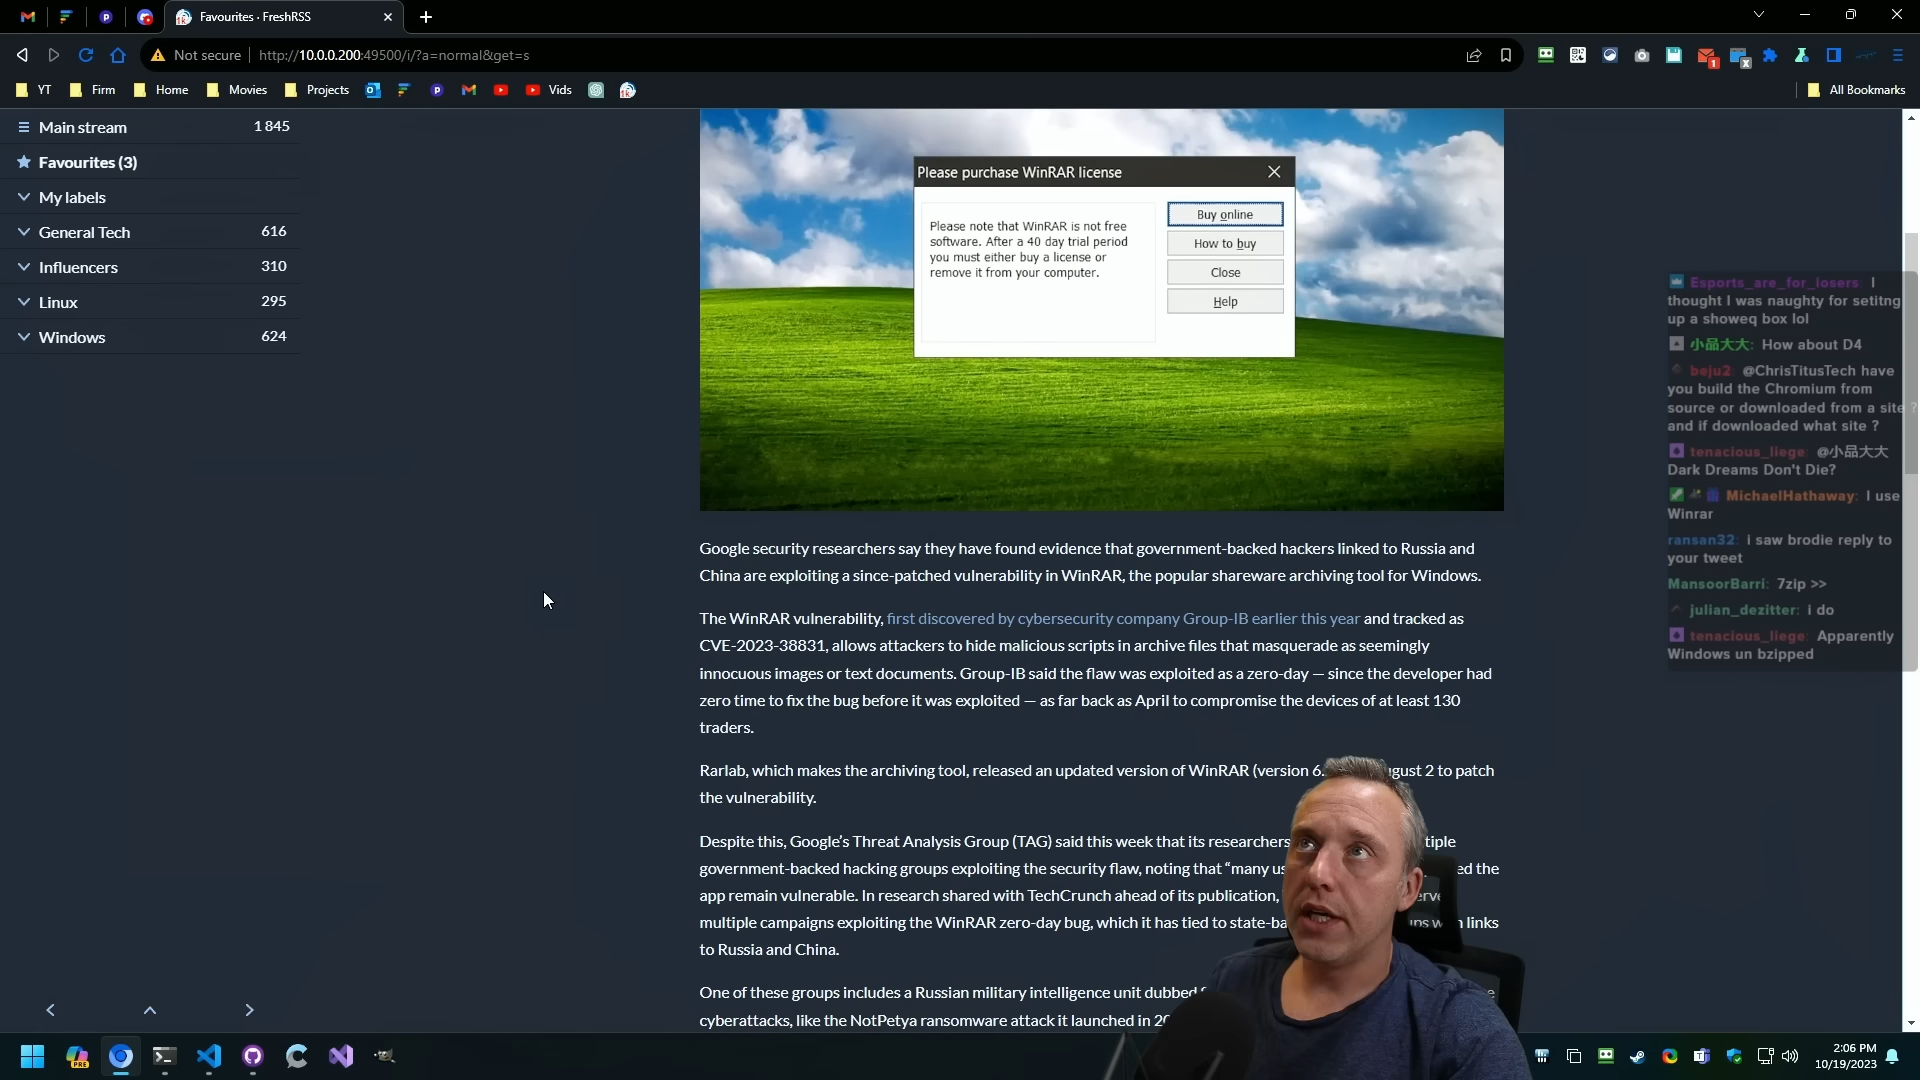 Favourites · FreshRSS
Not secure
http://10.0.0.200:49500/i/?a=normal&get=s
YT
Firm
Home
Movies
Projects
Vids
All Bookmarks
Main stream 1 845
Favourites (3)
My labels
General Tech 616
Influencers 310
Linux 295
Windows 624
Please purchase WinRAR license
Please note that WinRAR is not free
software. After a 40 day trial period
you must either buy a license or
remove it from your computer.
Buy online
How to buy
Close
Help
Google security researchers say they have found evidence that government-backed hackers linked to Russia and
China are exploiting a since-patched vulnerability in WinRAR, the popular shareware archiving tool for Windows.
The WinRAR vulnerability, first discovered by cybersecurity company Group-IB earlier this year and tracked as
CVE-2023-38831, allows attackers to hide malicious scripts in archive files that masquerade as seemingly
innocuous images or text documents. Group-IB said the flaw was exploited as a zero-day — since the developer had
zero time to fix the bug before it was exploited — as far back as April to compromise the devices of at least 130
traders.
Rarlab, which makes the archiving tool, released an updated version of WinRAR (version 6. gust 2 to patch
the vulnerability.
Despite this, Google's Threat Analysis Group (TAG) said this week that its researchers tiple
government-backed hacking groups exploiting the security flaw, noting that "many us ed the
app remain vulnerable. In research shared with TechCrunch ahead of its publication,
multiple campaigns exploiting the WinRAR zero-day bug, which it has tied to state-ba links
to Russia and China.
One of these groups includes a Russian military intelligence unit dubbed
cyberattacks, like the NotPetya ransomware attack it launched in 20
Esports_are_for_losers I
thought I was naughty for setitng
up a showeq box lol
小品大大: How about D4
beju2: @ChrisTitusTech have
you build the Chromium from
source or downloaded from a site ?
and if downloaded what site ?
tenacious_liege: @小品大大
Dark Dreams Don't Die?
MichaelHathaway: I use
Winrar
ransan32: i saw brodie reply to
your tweet
MansoorBarri: 7zip >>
julian_dezitter: i do
tenacious_liege: Apparently
Windows un bzipped
1
x
PRE
2:06 PM
10/19/2023